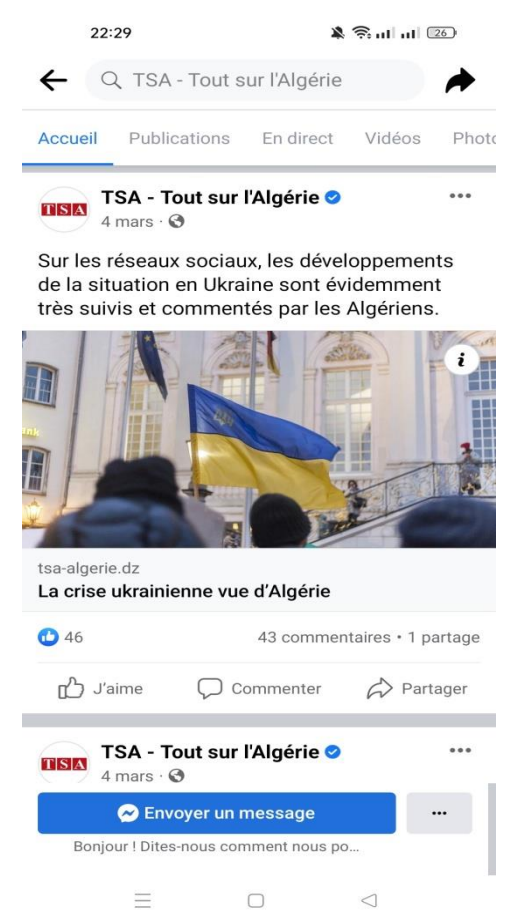 22:29
26
TSA - Tout sur l'Algérie
Accueil Publications En direct Vidéos Photo
TSA TSA - Tout sur l'Algérie
4 mars ·
Sur les réseaux sociaux, les développements
de la situation en Ukraine sont évidemment
très suivis et commentés par les Algériens.
tsa-algerie.dz
La crise ukrainienne vue d'Algérie
46 43 commentaires • 1 partage
J'aime Commenter Partager
TSA TSA - Tout sur l'Algérie
4 mars ·
Envoyer un message
Bonjour ! Dites-nous comment nous po...